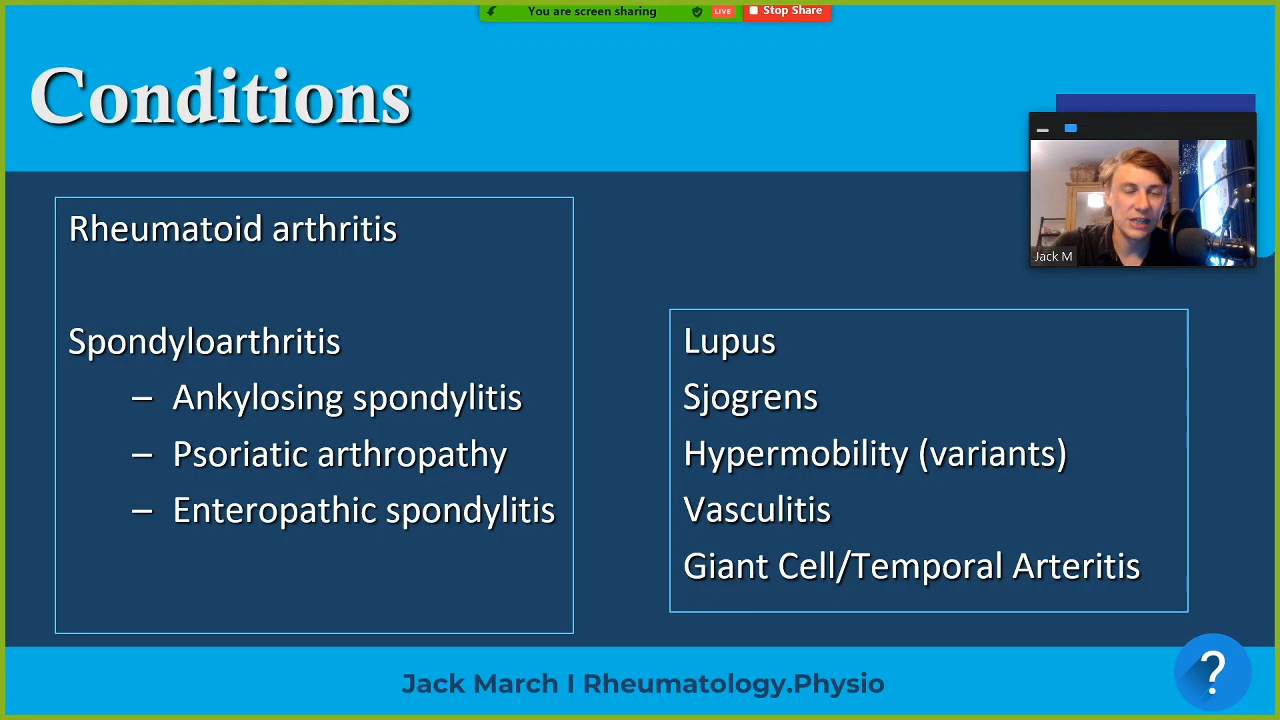 You are screen sharing LIVE Stop Share
Conditions
Jack M
Rheumatoid arthritis
Spondyloarthritis
– Ankylosing spondylitis
– Psoriatic arthropathy
– Enteropathic spondylitis
Lupus
Sjogrens
Hypermobility (variants)
Vasculitis
Giant Cell/Temporal Arteritis
Jack March I Rheumatology.Physio
?